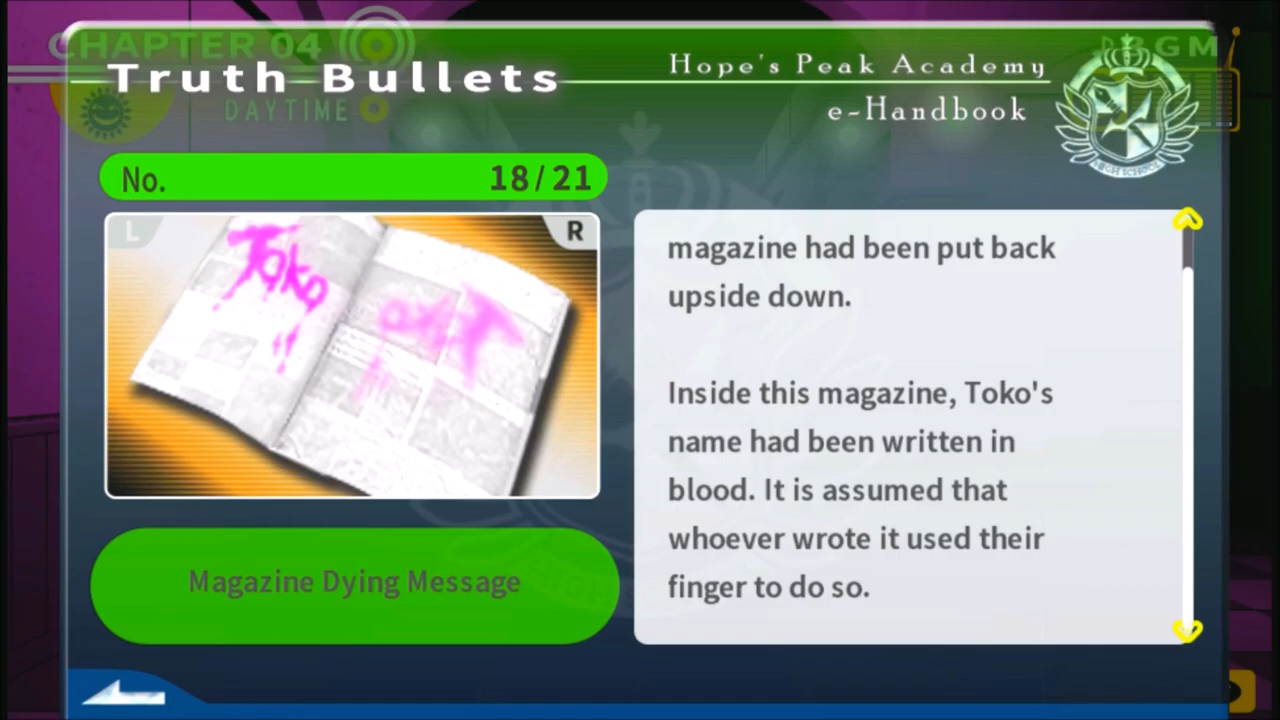 CHAPTER 04
BGM
Truth Bullets
DAYTIME
Hope's Peak Academy
e-Handbook
No. 18/21
L
R
Toko
magazine had been put back
upside down.
Inside this magazine, Toko's
name had been written in
blood. It is assumed that
whoever wrote it used their
finger to do so.
Magazine Dying Message